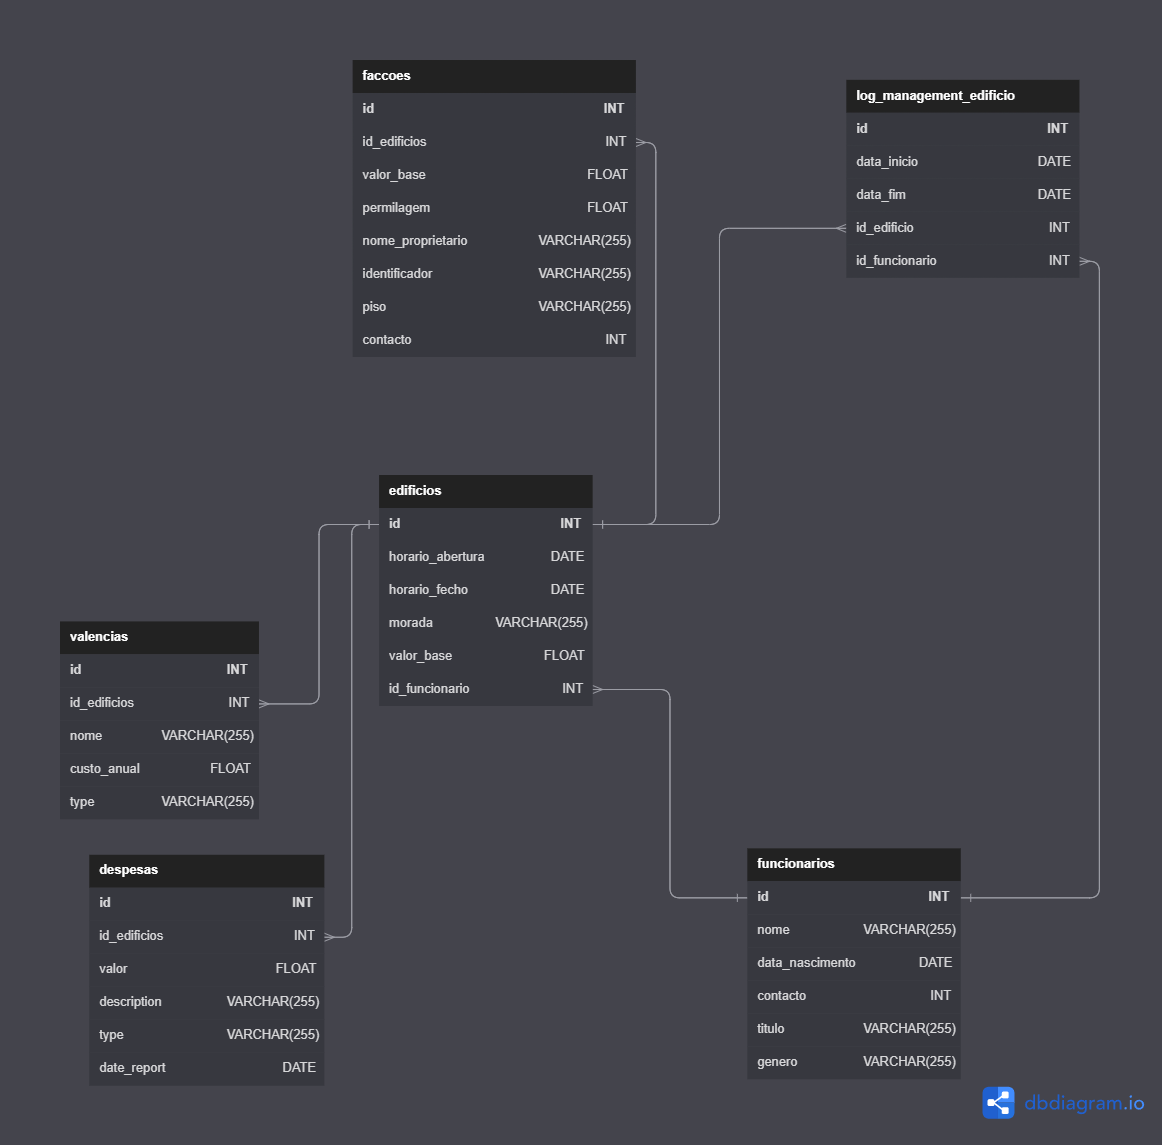 faccoes
id INT
id_edificios INT
valor_base FLOAT
permilagem FLOAT
nome_proprietario VARCHAR(255)
identificador VARCHAR(255)
piso VARCHAR(255)
contacto INT
log_management_edificio
id INT
data_inicio DATE
data_fim DATE
id_edificio INT
id_funcionario INT
edificios
id INT
horario_abertura DATE
horario_fecho DATE
morada VARCHAR(255)
valor_base FLOAT
id_funcionario INT
valencias
id INT
id_edificios INT
nome VARCHAR(255)
custo_anual FLOAT
type VARCHAR(255)
despesas
id INT
id_edificios INT
valor FLOAT
description VARCHAR(255)
type VARCHAR(255)
date_report DATE
funcionarios
id INT
nome VARCHAR(255)
data_nascimento DATE
contacto INT
titulo VARCHAR(255)
genero VARCHAR(255)
dbdiagram.io